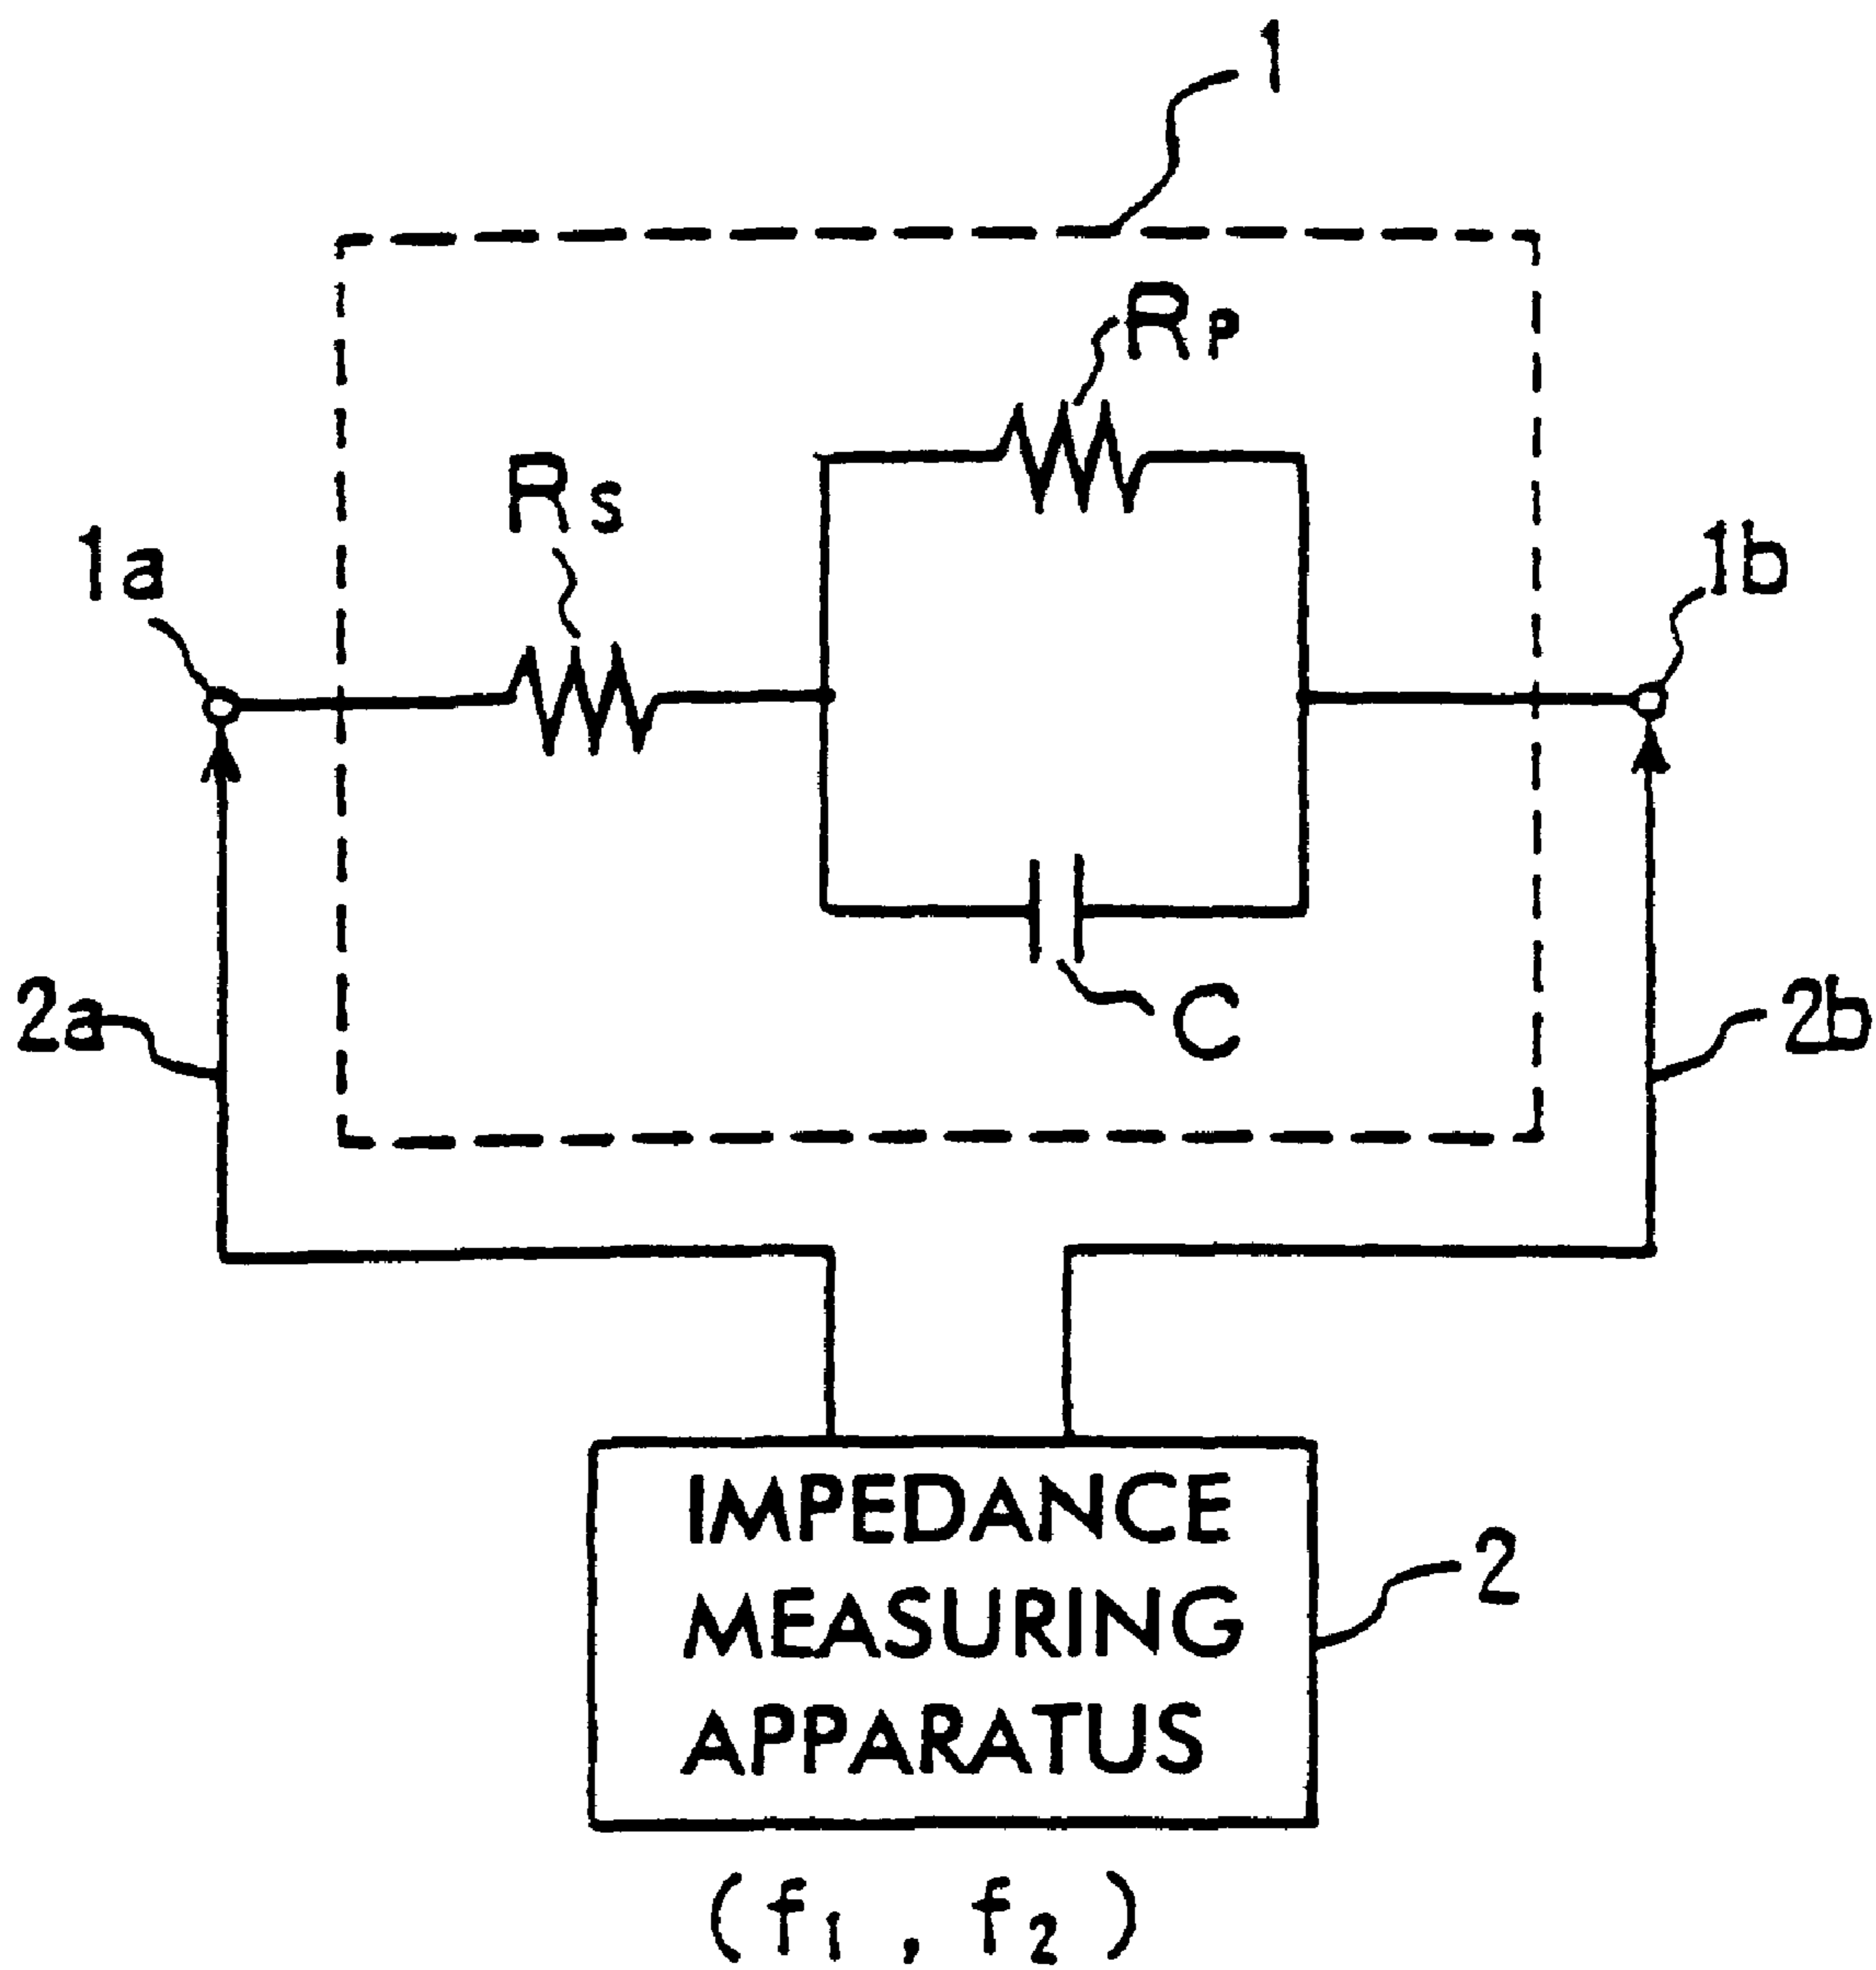 1
RP
RS
1a
1b
2a
C
2b
IMPEDANCE
MEASURING
APPARATUS
2
(f1, f2)